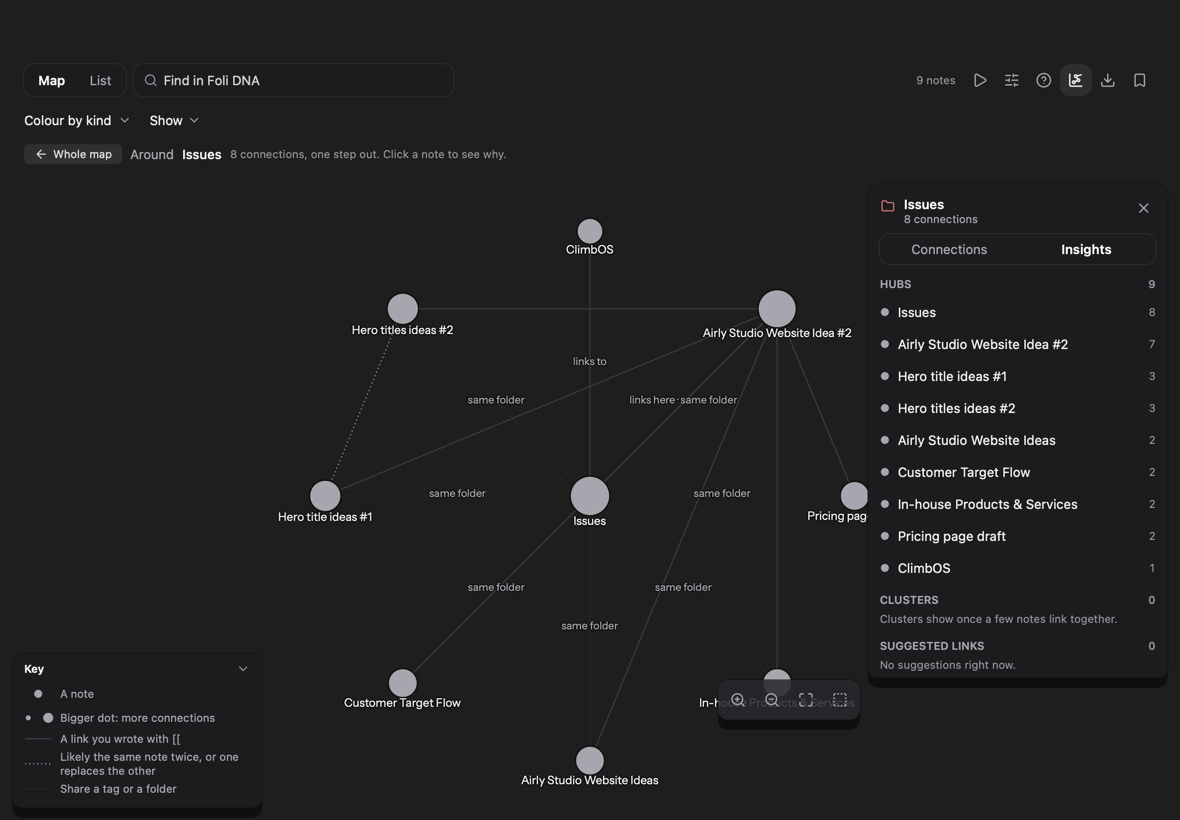 Map List Find in Foli DNA 9 notes
Colour by kind Show
Whole map Around Issues 8 connections, one step out. Click a note to see why.
Issues
8 connections
Connections Insights
HUBS 9
Issues 8
Airly Studio Website Idea #2 7
Hero title ideas #1 3
Hero titles ideas #2 3
Airly Studio Website Ideas 2
Customer Target Flow 2
In-house Products & Services 2
Pricing page draft 2
ClimbOS 1
CLUSTERS 0
Clusters show once a few notes link together.
SUGGESTED LINKS 0
No suggestions right now.
ClimbOS
Hero titles ideas #2
Airly Studio Website Idea #2
links to
same folder
links here · same folder
same folder
same folder
Hero title ideas #1
Issues
Pricing pag
same folder
same folder
same folder
Customer Target Flow
In-house Products & Services
Airly Studio Website Ideas
Key
A note
Bigger dot: more connections
A link you wrote with [[
Likely the same note twice, or one
replaces the other
Share a tag or a folder